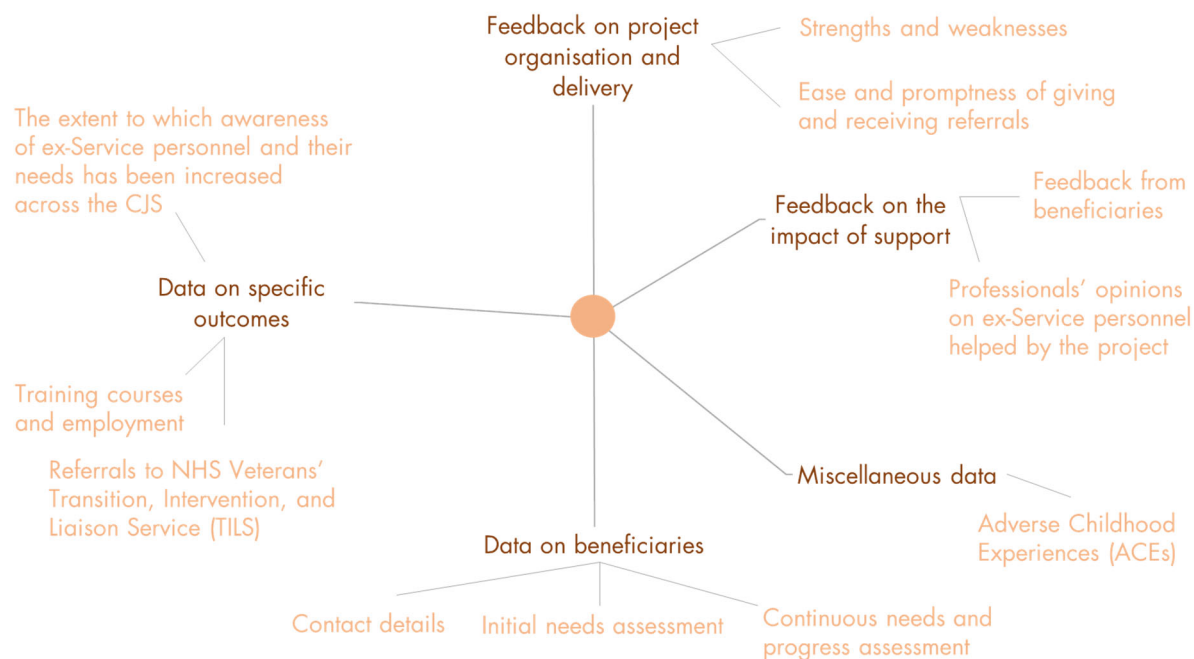 Feedback on project
organisation and
delivery
Strengths and weaknesses
Ease and promptness of giving
and receiving referrals
The extent to which awareness
of ex-Service personnel and their
needs has been increased
across the CJS
Feedback on the
impact of support
Feedback from
beneficiaries
Professionals’ opinions
on ex-Service personnel
helped by the project
Data on specific
outcomes
Training courses
and employment
Referrals to NHS Veterans’
Transition, Intervention, and
Liaison Service (TILS)
Miscellaneous data
Adverse Childhood
Experiences (ACEs)
Data on beneficiaries
Contact details
Initial needs assessment
Continuous needs and
progress assessment